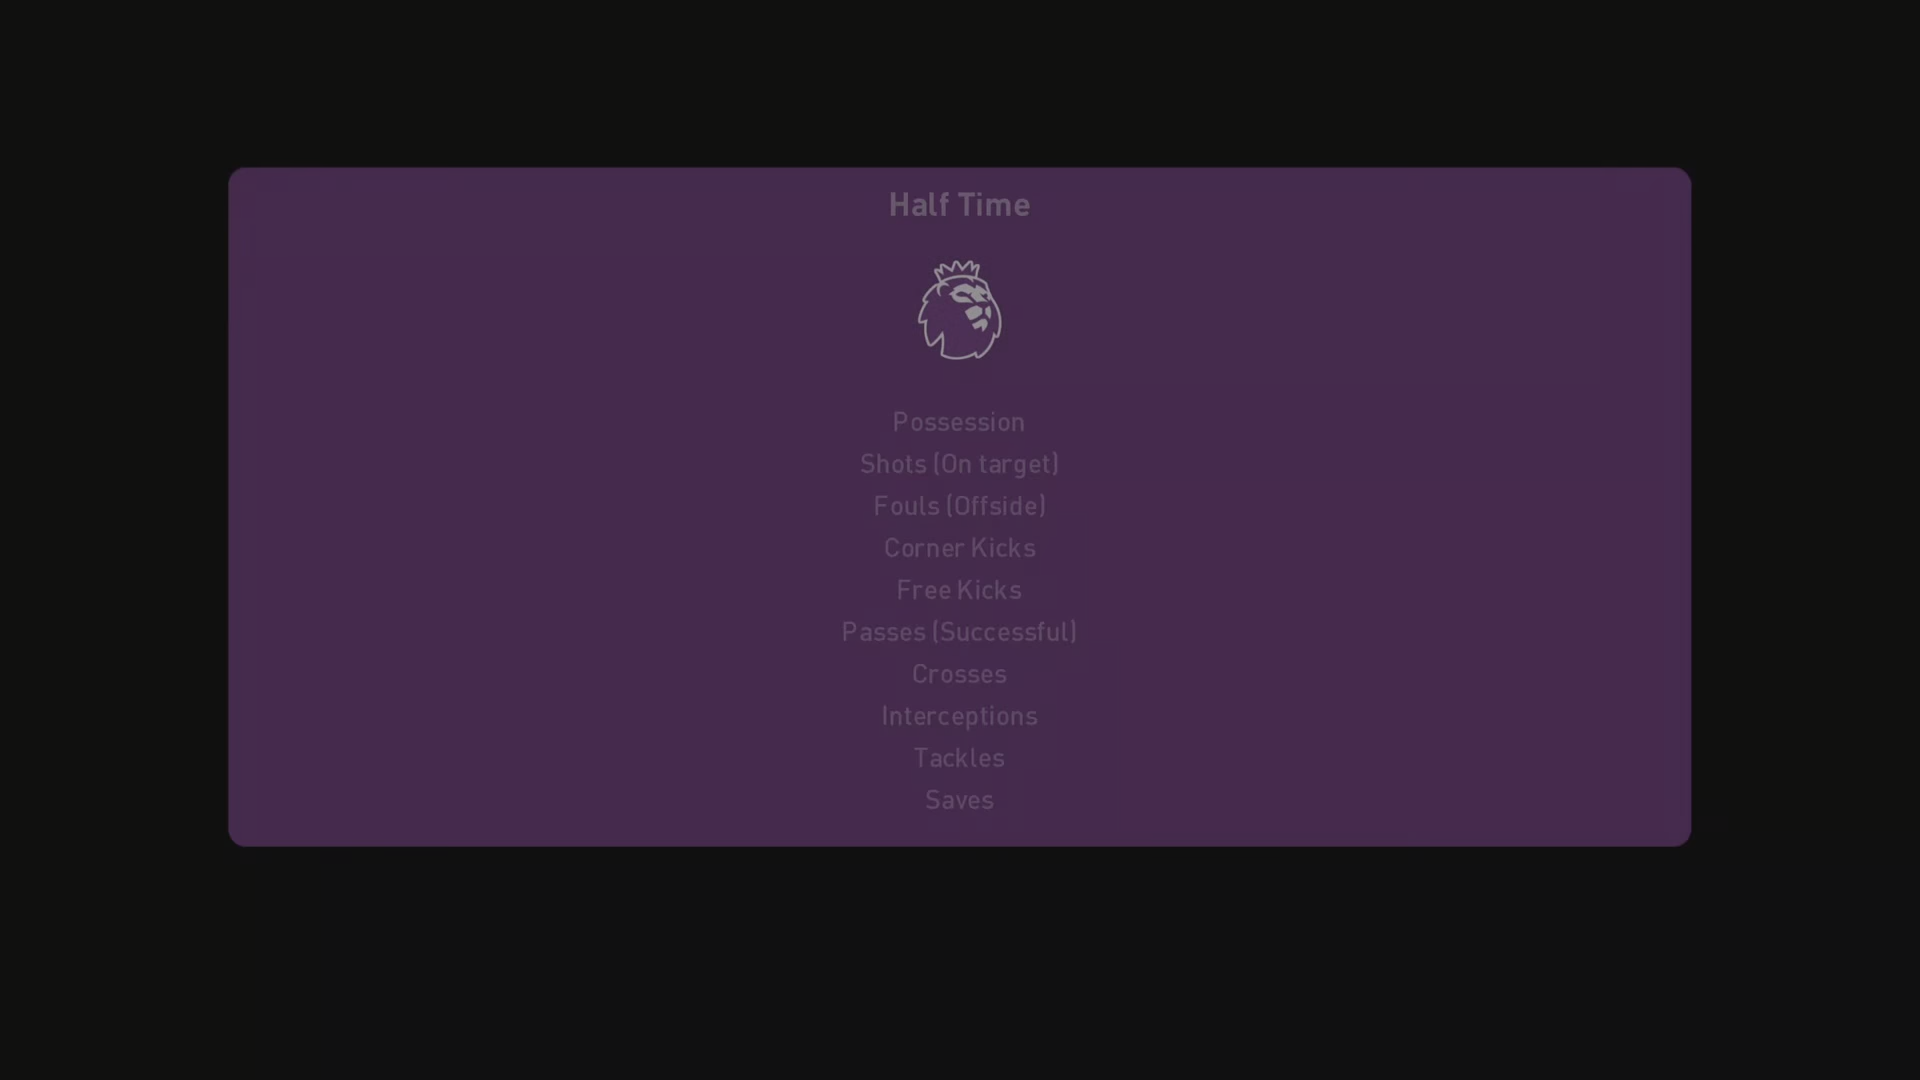 Half Time
Possession
Shots (On target)
Fouls (Offside)
Corner Kicks
Free Kicks
Passes (Successful)
Crosses
Interceptions
Tackles
Saves